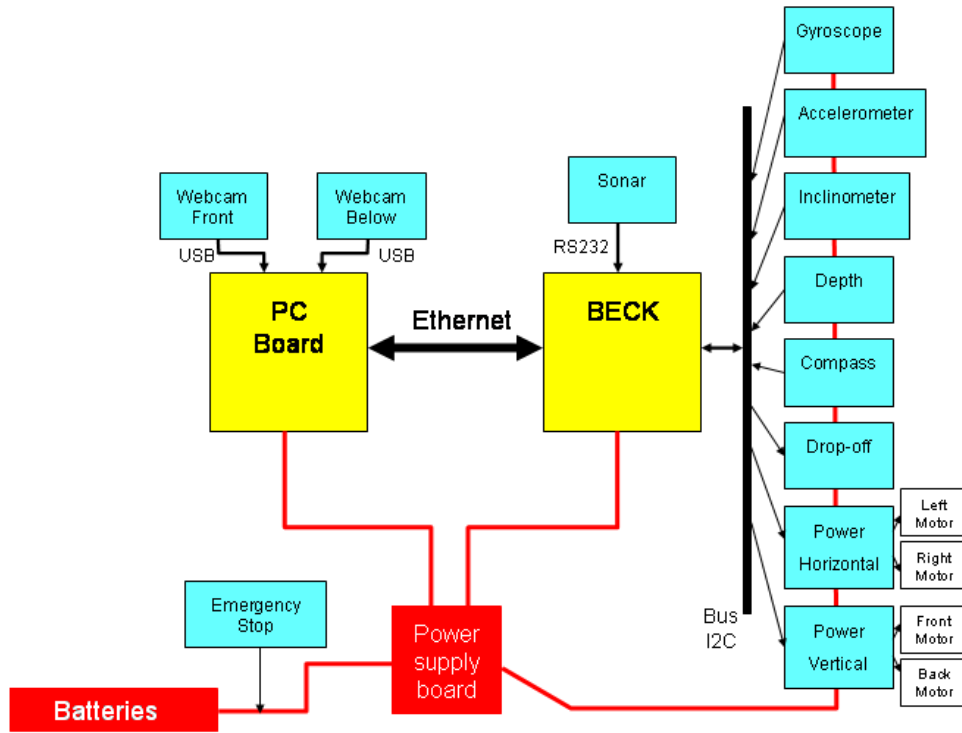 Gyroscope
Accelerometer
Webcam
Front
Webcam
Below
Sonar
Inclinometer
USB
USB
RS232
PC
Board
Ethernet
BECK
Depth
Compass
Drop-off
Power
Horizontal
Left
Motor
Right
Motor
Emergency
Stop
Power
supply
board
Bus
I2C
Power
Vertical
Front
Motor
Back
Motor
Batteries